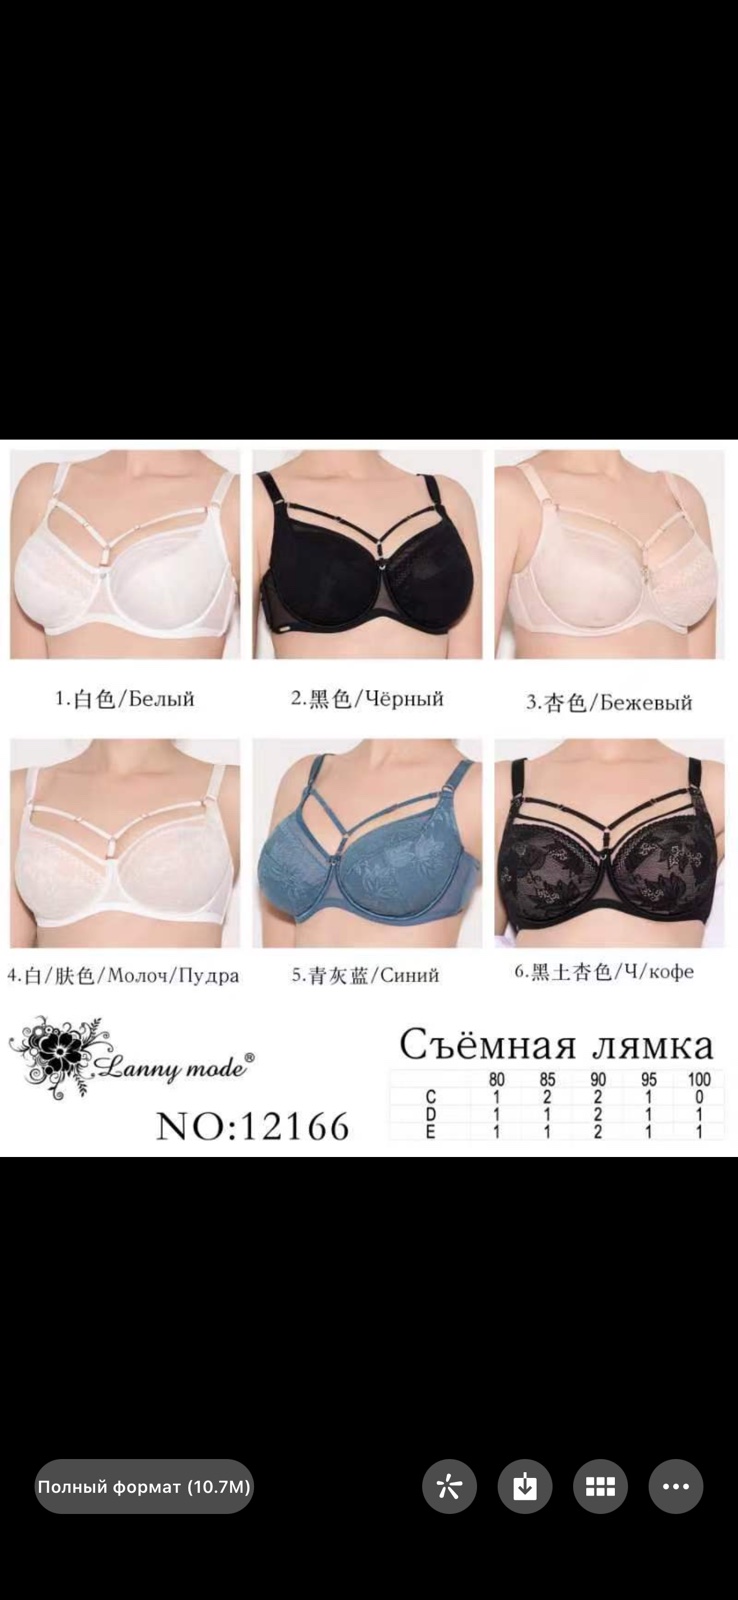 1.白色/Белый
2.黑色/Чёрный
3.杏色/Бежевый
4.白/肤色/Молоч/Пудра
5.青灰蓝/Синий
6.黑土杏色/Ч/кофе
Lanny mode®
NO:12166
Съёмная лямка
80 85 90 95 100
C 1 2 2 1 0
D 1 1 2 1 1
E 1 1 2 1 1
Полный формат (10.7M)